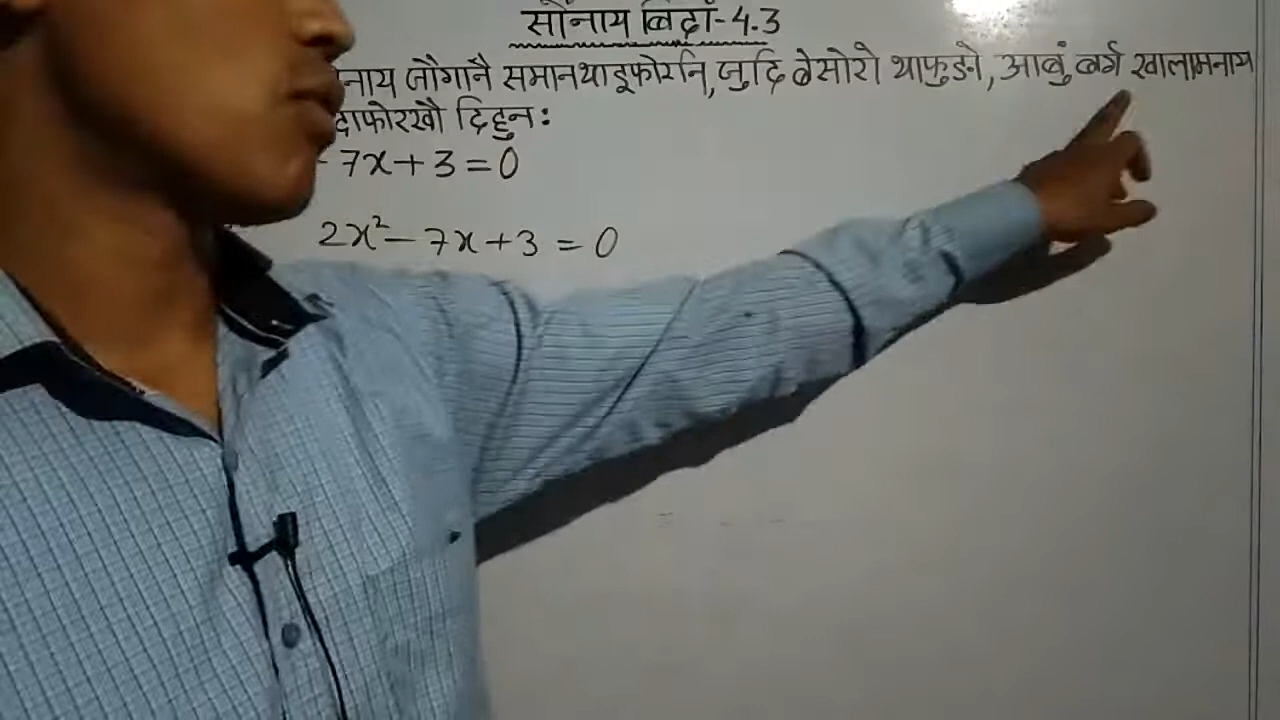 सोंनाय बिदां-4.3
नाय जौगानै समानथाइफोरनि, जुदि बेसोरो थाफुङो, आबुं बर्ग खालामनाय
दाफोरखौ दिहुन:
- 7x + 3 = 0
2x² - 7x + 3 = 0